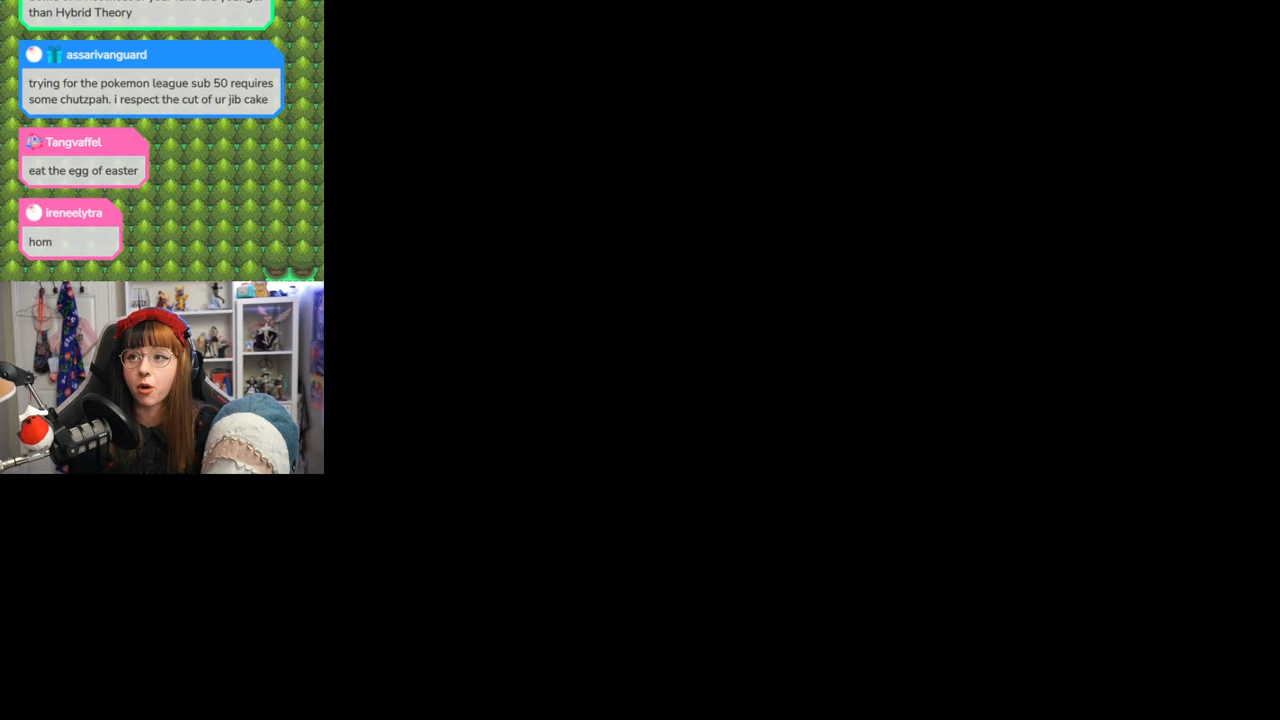 than Hybrid Theory
assarivanguard
trying for the pokemon league sub 50 requires
some chutzpah. i respect the cut of ur jib cake
Tangvaffel
eat the egg of easter
ireneelytra
hom